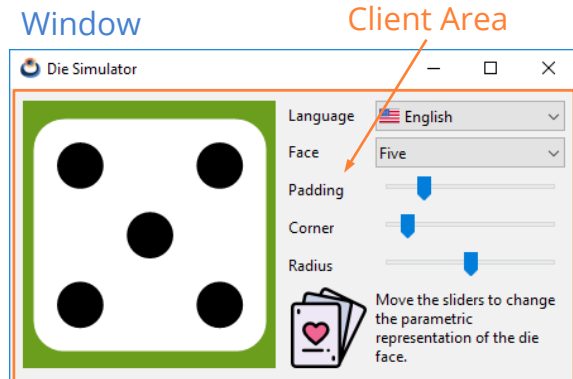 Window
Client Area
Die Simulator
Language
English
Face
Five
Padding
Corner
Radius
Move the sliders to change
the parametric
representation of the die
face.